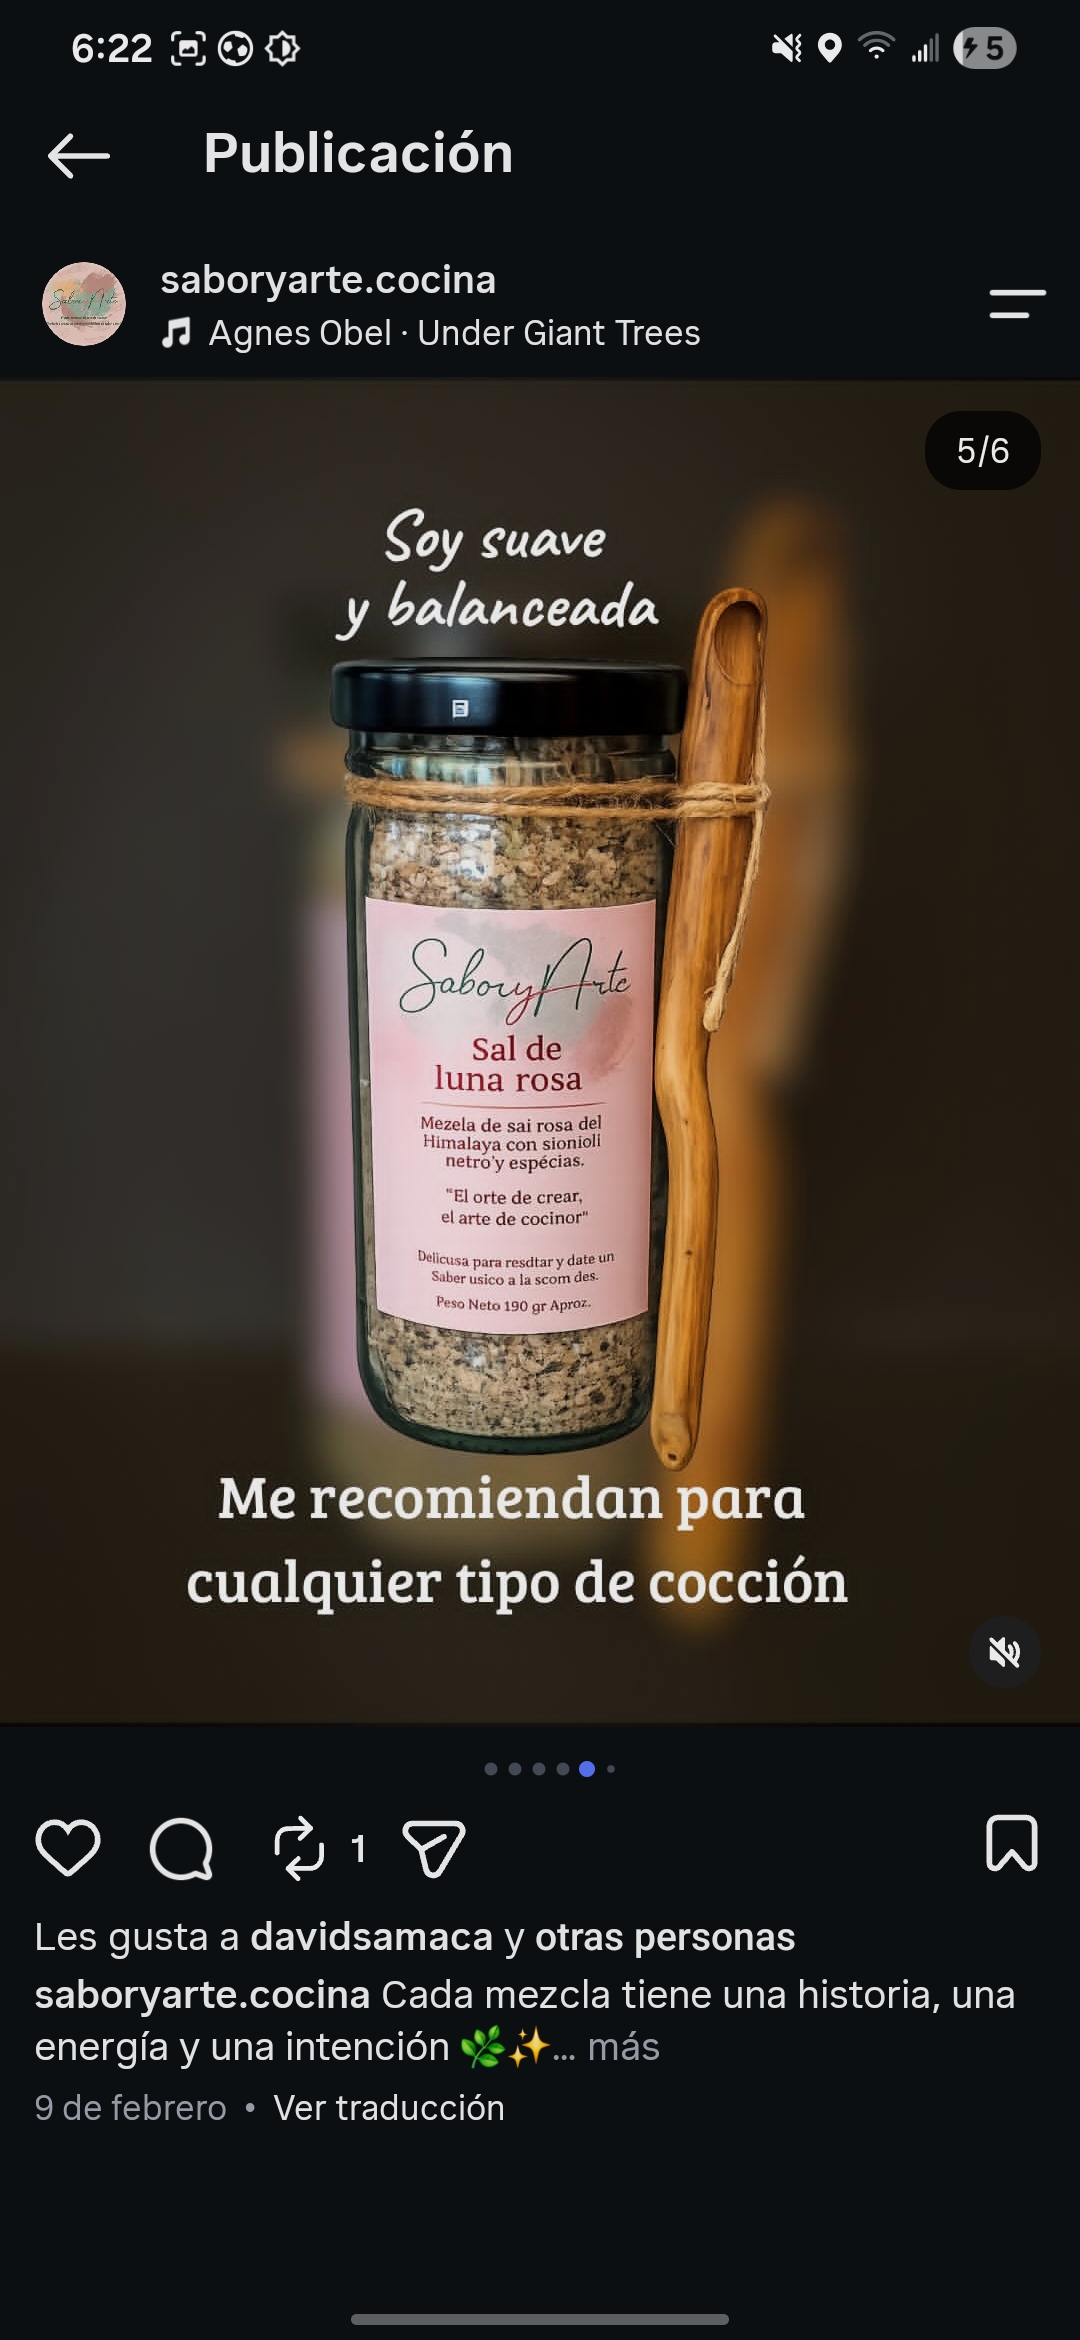 6:22
5
Publicación
saboryarte.cocina
Agnes Obel · Under Giant Trees
5/6
Soy suave
y balanceada
Sabor y Arte
Sal de
luna rosa
Mezela de sai rosa del
Himalaya con sionioli
netro'y espécias.
"El orte de crear,
el arte de cocinor"
Delicusa para resdtar y date un
Saber usico a la scom des.
Peso Neto 190 gr Aproz.
Me recomiendan para
cualquier tipo de cocción
1
Les gusta a davidsamaca y otras personas
saboryarte.cocina Cada mezcla tiene una historia, una
energía y una intención 🌿✨... más
9 de febrero • Ver traducción